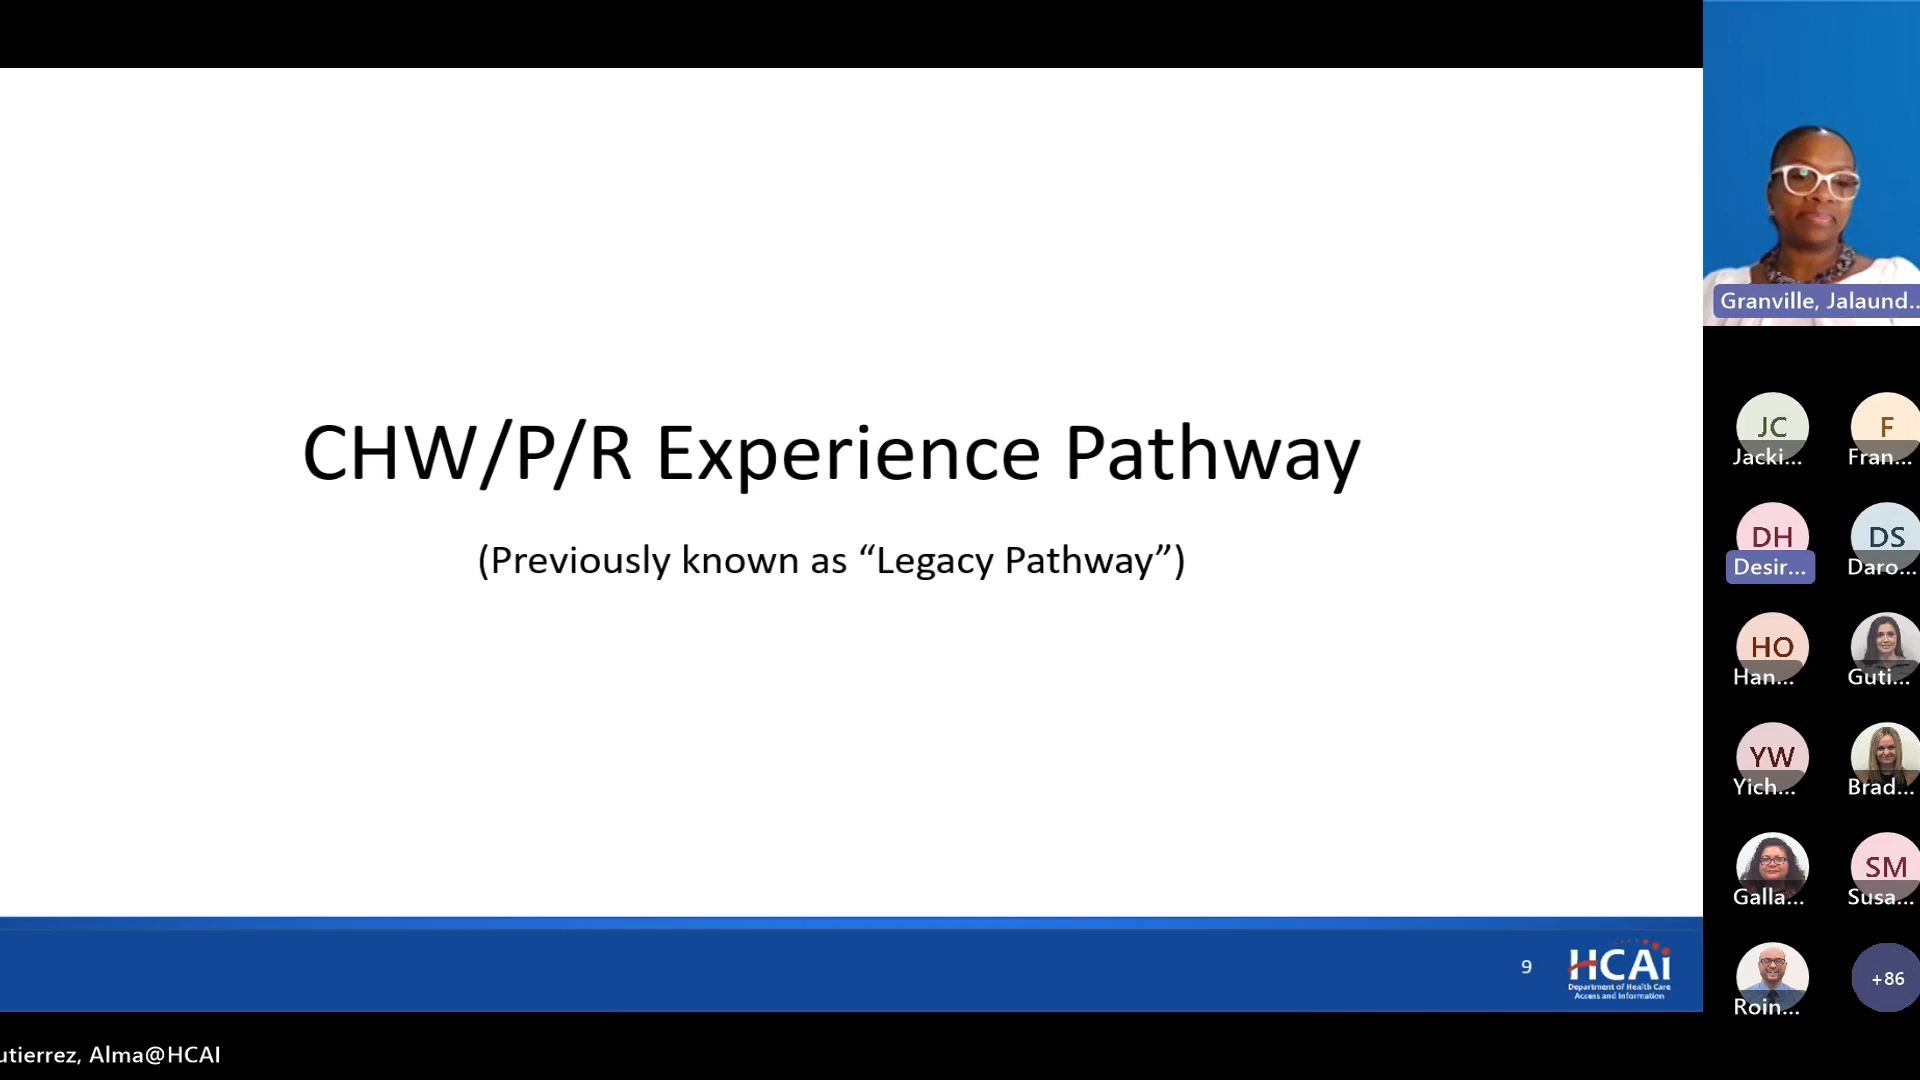 CHW/P/R Experience Pathway
(Previously known as “Legacy Pathway”)
9
HCAi
Department of Health Care
Access and Information
Granville, Jalaund...
JC
Jacki...
F
Fran...
DH
Desir...
DS
Daro...
HO
Han...
Guti...
YW
Yich...
Brad...
Galla...
SM
Susa...
Roin...
+86
utierrez, Alma@HCAI